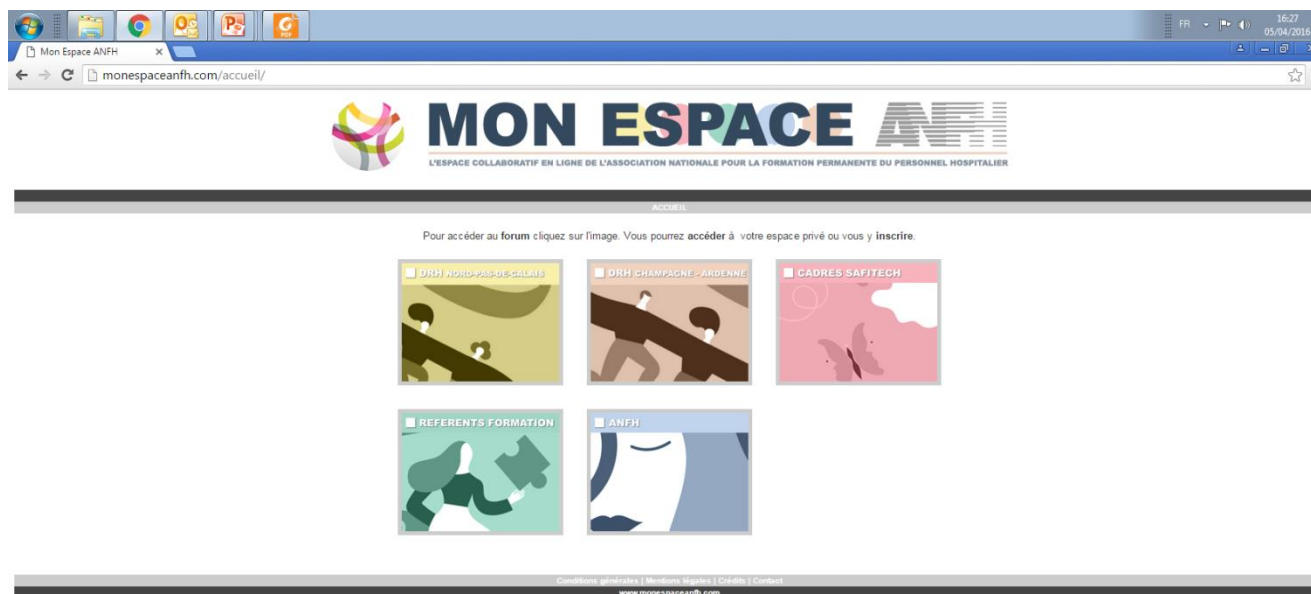 FR
16:27
05/04/2016
Mon Espace ANFH
monespaceanfh.com/accueil/
MON ESPACE ANFH
L'ESPACE COLLABORATIF EN LIGNE DE L'ASSOCIATION NATIONALE POUR LA FORMATION PERMANENTE DU PERSONNEL HOSPITALIER
ACCUEIL
Pour accéder au forum cliquez sur l'image. Vous pourrez accéder à votre espace privé ou vous y inscrire.
DRH NORD-PAS-DE-CALAIS
DRH CHAMPAGNE - ARDENNE
CADRES SAFITECH
REFERENTS FORMATION
ANFH
Conditions générales | Mentions légales | Crédits | Contact
www.monespaceanfh.com